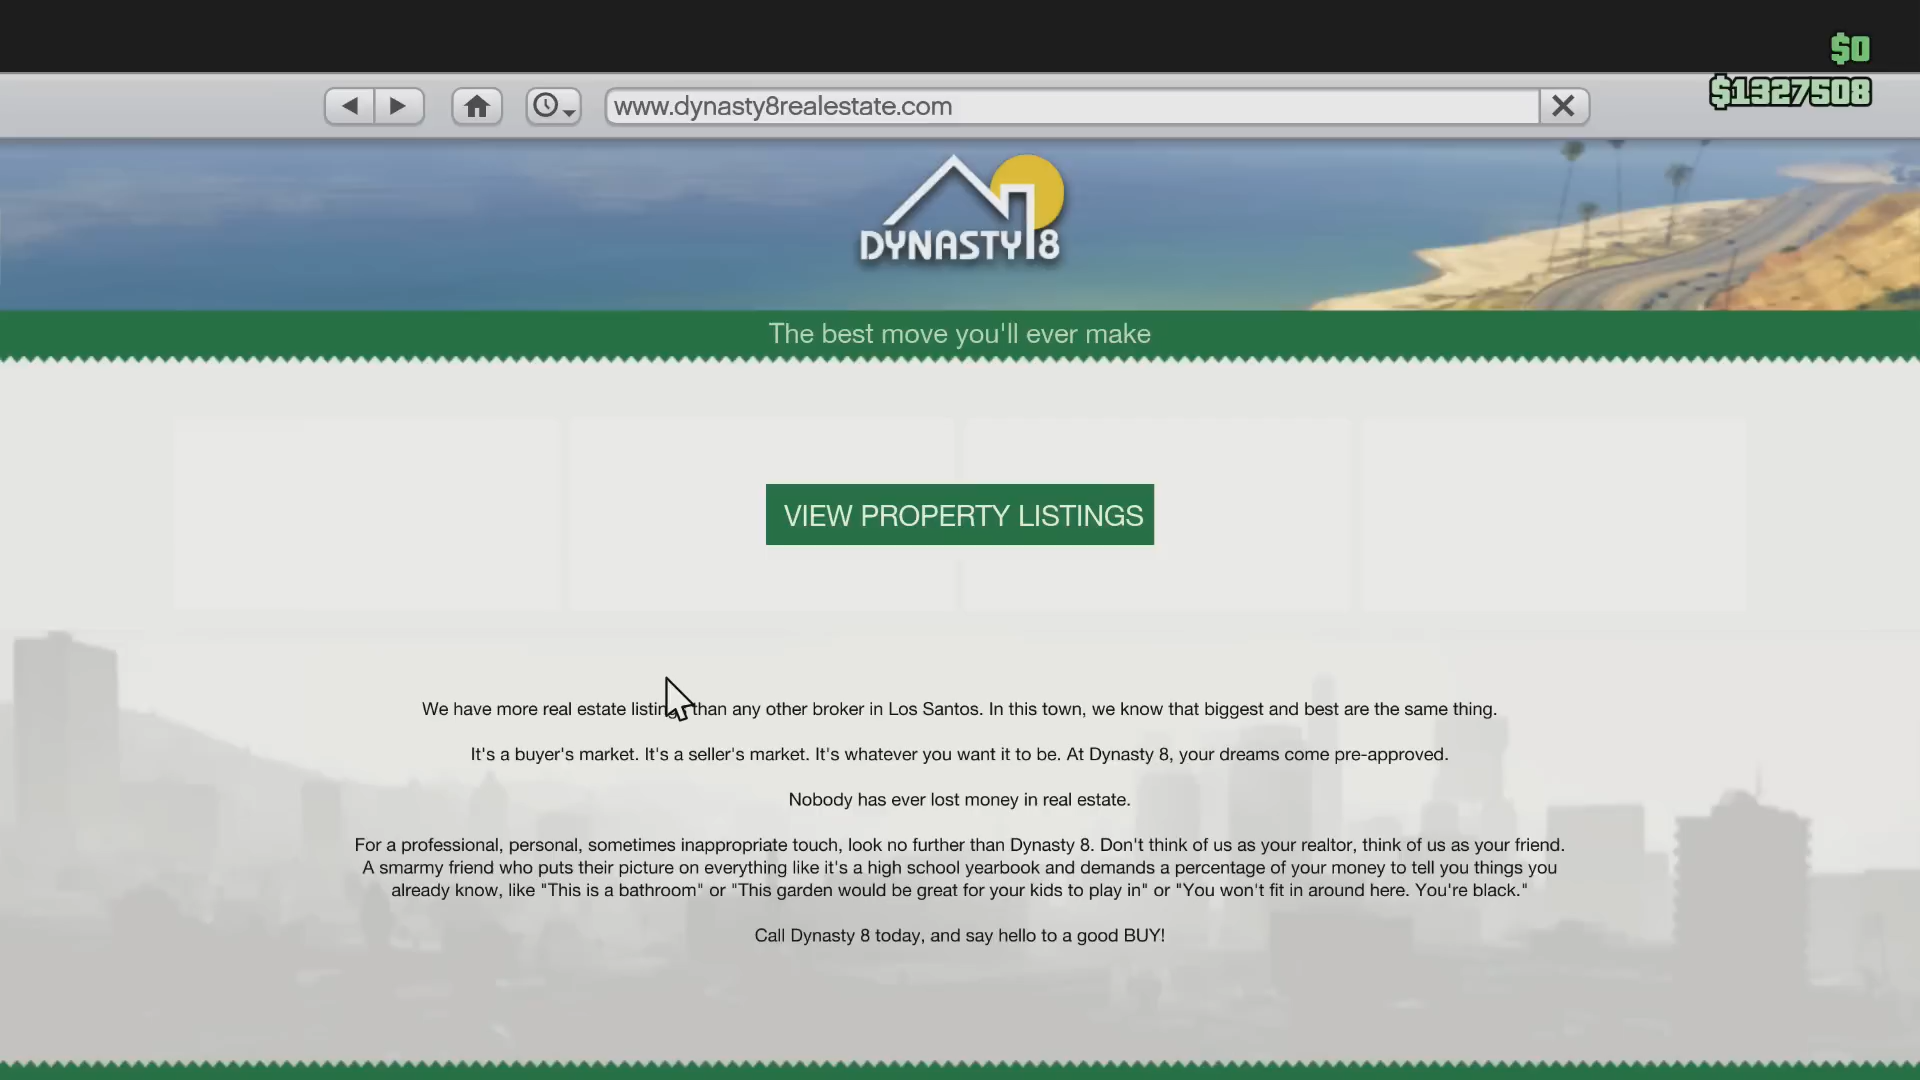 $0
$1327508
www.dynasty8realestate.com
DYNASTY 8
The best move you'll ever make
VIEW PROPERTY LISTINGS
We have more real estate listings than any other broker in Los Santos. In this town, we know that biggest and best are the same thing.
It's a buyer's market. It's a seller's market. It's whatever you want it to be. At Dynasty 8, your dreams come pre-approved.
Nobody has ever lost money in real estate.
For a professional, personal, sometimes inappropriate touch, look no further than Dynasty 8. Don't think of us as your realtor, think of us as your friend.
A smarmy friend who puts their picture on everything like it's a high school yearbook and demands a percentage of your money to tell you things you
already know, like "This is a bathroom" or "This garden would be great for your kids to play in" or "You won't fit in around here. You're black."
Call Dynasty 8 today, and say hello to a good BUY!